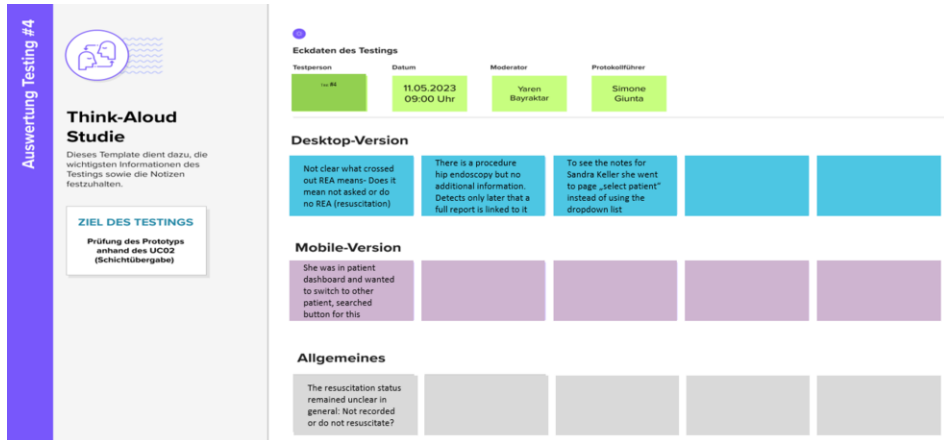 Auswertung Testing #4
Think-Aloud
Studie
Dieses Template dient dazu, die
wichtigsten Informationen des
Testings sowie die Notizen
festzuhalten.
ZIEL DES TESTINGS
Prüfung des Prototyps
anhand des UC02
(Schichtübergabe)
Eckdaten des Testings
Testperson
Datum
Moderator
Protokollführer
#4
11.05.2023
09:00 Uhr
Yaren
Bayraktar
Simone
Giunta
Desktop-Version
Not clear what crossed
out REA means- Does it
mean not asked or do
no REA (resuscitation)
There is a procedure
hip endoscopy but no
additional information.
Detects only later that a
full report is linked to it
To see the notes for
Sandra Keller she went
to page „select patient“
instead of using the
dropdown list
Mobile-Version
She was in patient
dashboard and wanted
to switch to other
patient, searched
button for this
Allgemeines
The resuscitation status
remained unclear in
general: Not recorded
or do not resuscitate?